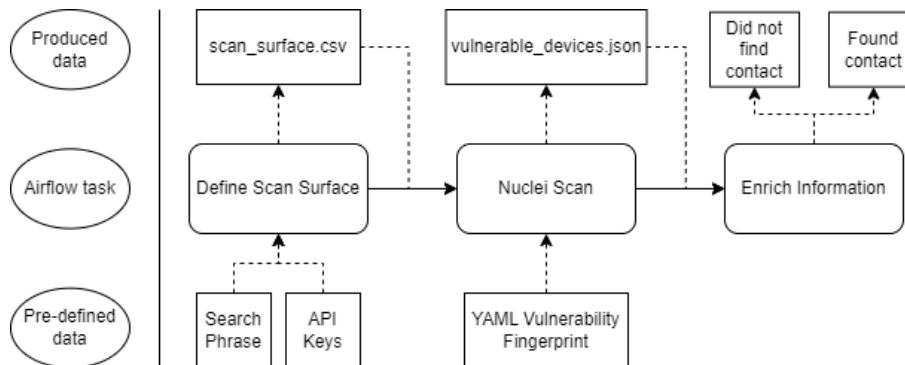 Produced
data
scan_surface.csv
vulnerable_devices.json
Did not
find
contact
Found
contact
Airflow task
Define Scan Surface
Nuclei Scan
Enrich Information
Pre-defined
data
Search
Phrase
API
Keys
YAML Vulnerability
Fingerprint